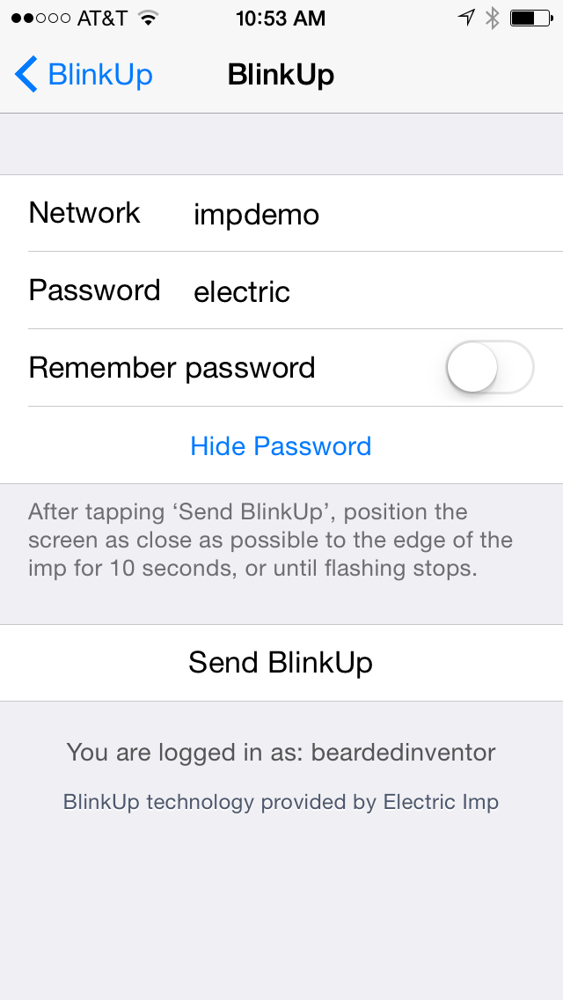 AT&T 10:53 AM
BlinkUp BlinkUp
Network impdemo
Password electric
Remember password
Hide Password
After tapping ‘Send BlinkUp’, position the
screen as close as possible to the edge of the
imp for 10 seconds, or until flashing stops.
Send BlinkUp
You are logged in as: beardedinventor
BlinkUp technology provided by Electric Imp